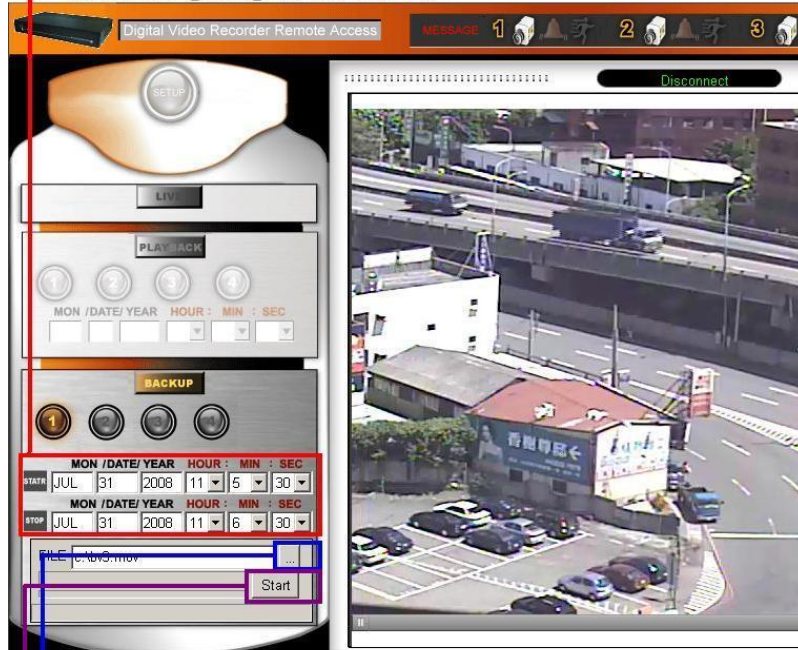 Digital Video Recorder Remote Access
MESSAGE 1 2 3
SETUP
Disconnect
LIVE
PLAYBACK
1 2 3 4
MON / DATE/ YEAR HOUR : MIN : SEC
BACKUP
1 2 3 4
MON / DATE/ YEAR HOUR : MIN : SEC
STATR JUL 31 2008 11 5 30
MON / DATE/ YEAR HOUR : MIN : SEC
STOP JUL 31 2008 11 6 30
FILE c:\bv3.mov ...
Start
香榭尊邸